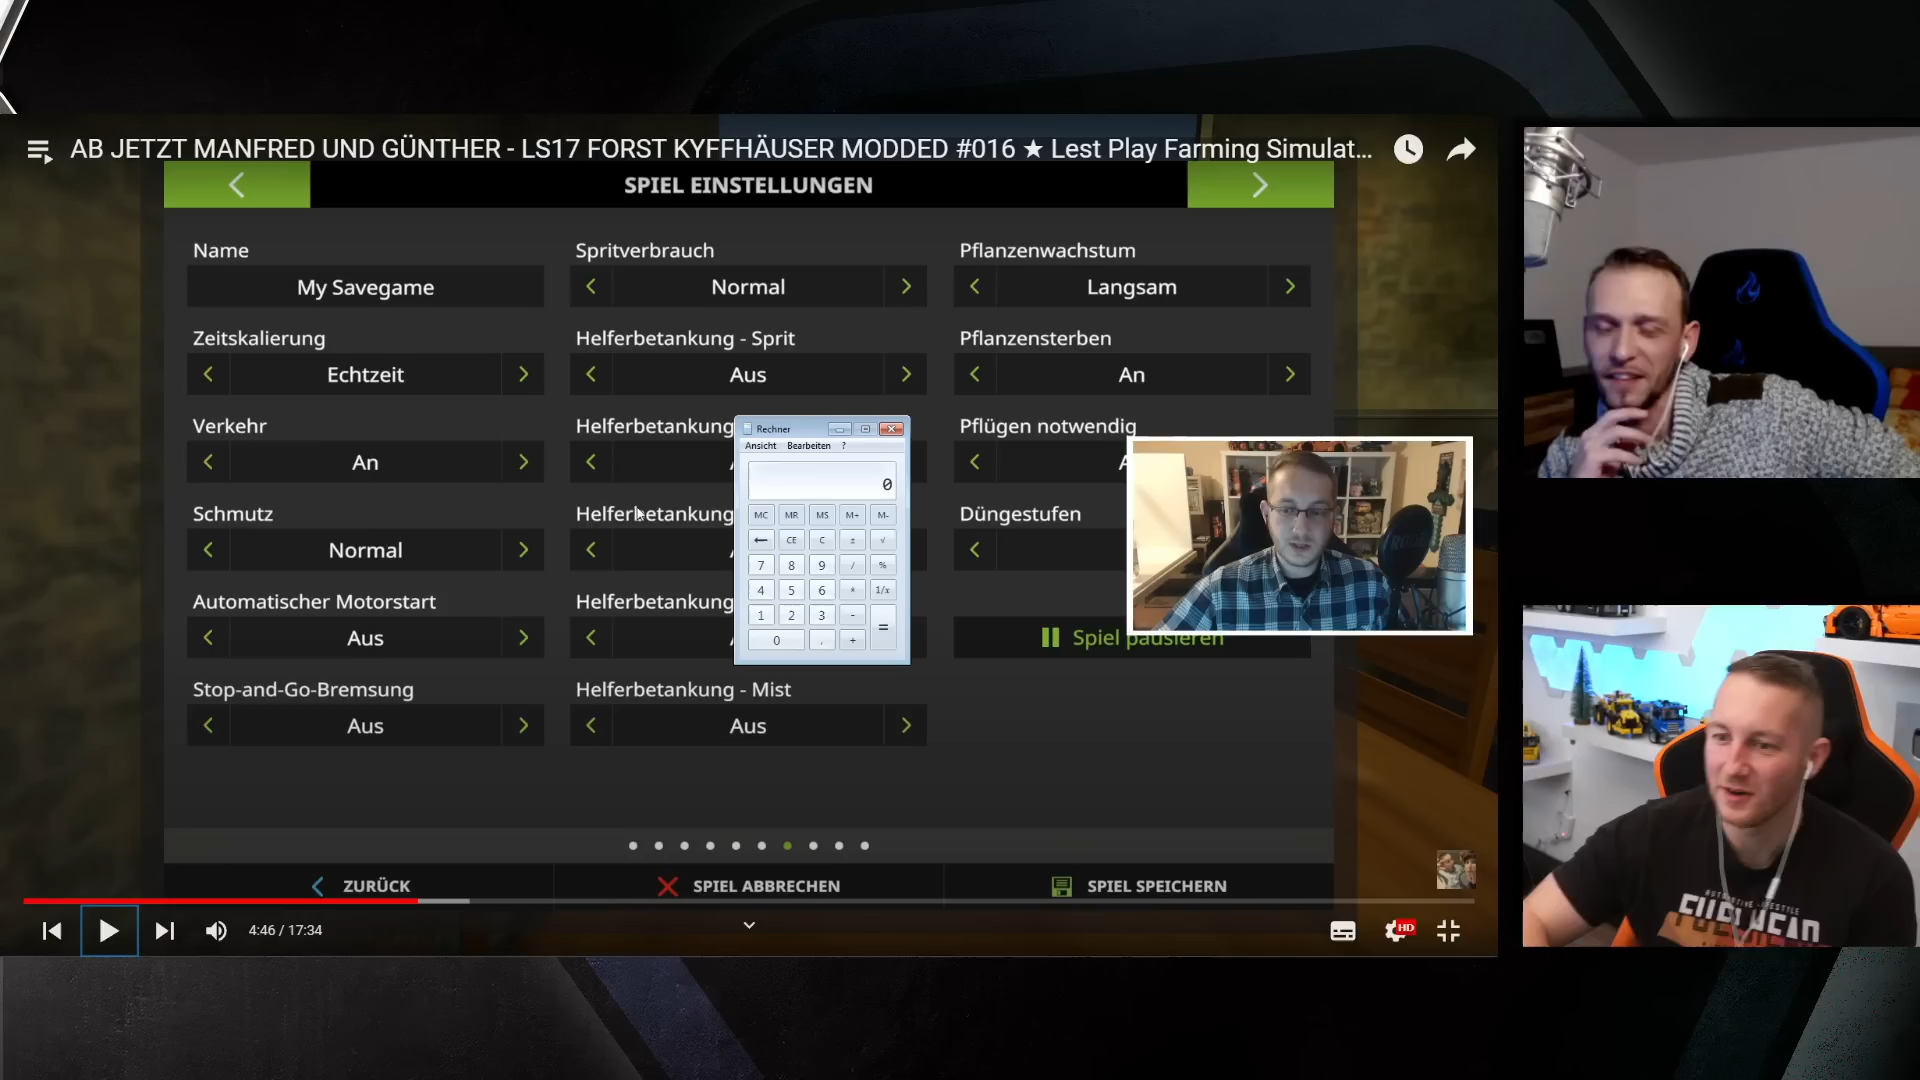 AB JETZT MANFRED UND GÜNTHER - LS17 FORST KYFFHÄUSER MODDED #016 ★ Lest Play Farming Simulat...
SPIEL EINSTELLUNGEN
Name
Spritverbrauch
Pflanzenwachstum
My Savegame
Normal
Langsam
Zeitskalierung
Helferbetankung - Sprit
Pflanzensterben
Echtzeit
Aus
An
Verkehr
Helferbetankung
Pflügen notwendig
An
Schmutz
Helferbetankung
Düngestufen
Normal
Automatischer Motorstart
Helferbetankung
Aus
Spiel pausieren
Stop-and-Go-Bremsung
Helferbetankung - Mist
Aus
Aus
Rechner
Ansicht Bearbeiten ?
0
MC MR MS M+ M-
← CE C ± √
7 8 9 / %
4 5 6 * 1/x
1 2 3 - =
0 , +
ZURÜCK
SPIEL ABBRECHEN
SPIEL SPEICHERN
4:46 / 17:34
HD